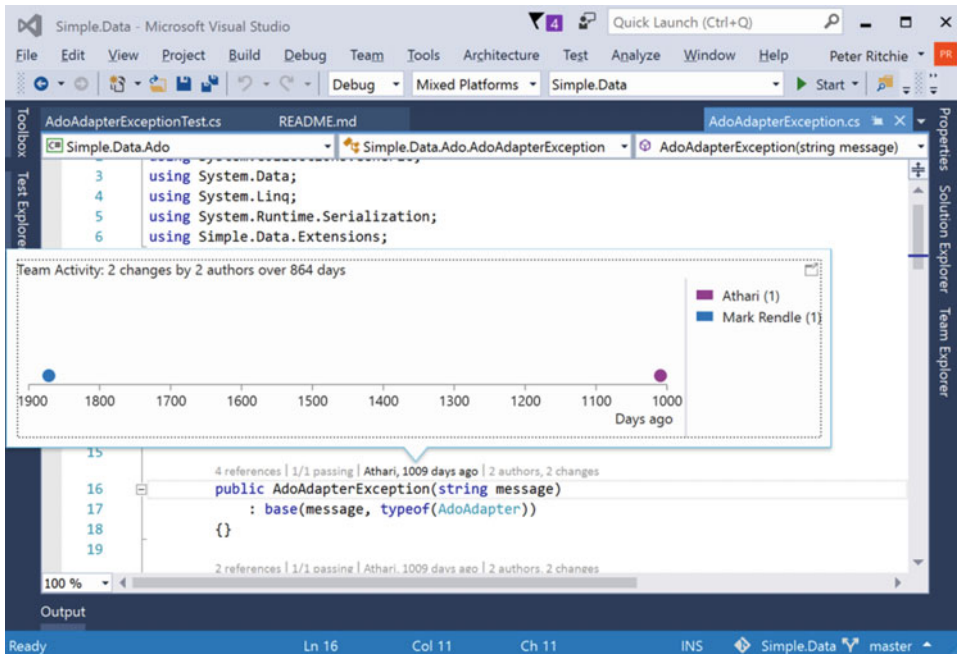 Simple.Data - Microsoft Visual Studio
4
Quick Launch (Ctrl+Q)
File Edit View Project Build Debug Team Tools Architecture Test Analyze Window Help Peter Ritchie PR
Debug Mixed Platforms Simple.Data Start
Toolbox
Test Explorer
AdoAdapterExceptionTest.cs README.md AdoAdapterException.cs
C# Simple.Data.Ado Simple.Data.Ado.AdoAdapterException AdoAdapterException(string message)
3 using System.Data;
4 using System.Linq;
5 using System.Runtime.Serialization;
6 using Simple.Data.Extensions;
Team Activity: 2 changes by 2 authors over 864 days
Athari (1)
Mark Rendle (1)
1900 1800 1700 1600 1500 1400 1300 1200 1100 1000
Days ago
15
4 references | 1/1 passing | Athari, 1009 days ago | 2 authors, 2 changes
16 public AdoAdapterException(string message)
17 : base(message, typeof(AdoAdapter))
18 {}
19
2 references | 1/1 passing | Athari, 1009 days ago | 2 authors, 2 changes
100 %
Properties
Solution Explorer
Team Explorer
Output
Ready Ln 16 Col 11 Ch 11 INS Simple.Data master